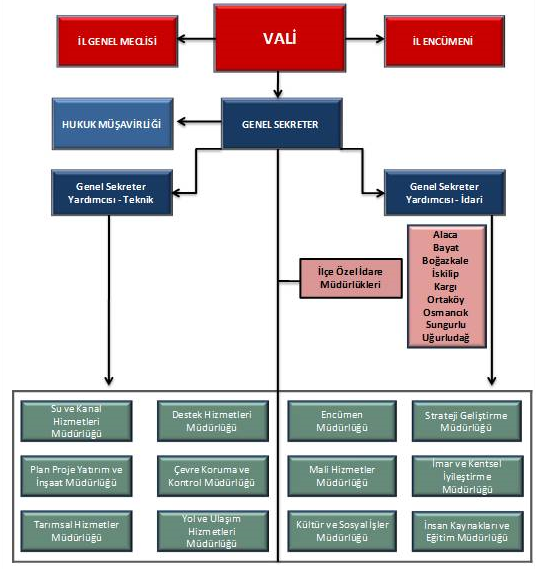 İL GENEL MECLİSİ
VALİ
İL ENCÜMENİ
HUKUK MÜŞAVİRLİĞİ
GENEL SEKRETER
Genel Sekreter
Yardımcısı - Teknik
Genel Sekreter
Yardımcısı - İdari
İlçe Özel İdare
Müdürlükleri
Alaca
Bayat
Boğazkale
İskilip
Kargı
Ortaköy
Osmancık
Sungurlu
Uğurludağ
Su ve Kanal
Hizmetleri
Müdürlüğü
Destek Hizmetleri
Müdürlüğü
Encümen
Müdürlüğü
Strateji Geliştirme
Müdürlüğü
Plan Proje Yatırım ve
İnşaat Müdürlüğü
Çevre Koruma ve
Kontrol Müdürlüğü
Mali Hizmetler
Müdürlüğü
İmar ve Kentsel
İyileştirme
Müdürlüğü
Tarımsal Hizmetler
Müdürlüğü
Yol ve Ulaşım
Hizmetleri
Müdürlüğü
Kültür ve Sosyal İşler
Müdürlüğü
İnsan Kaynakları ve
Eğitim Müdürlüğü